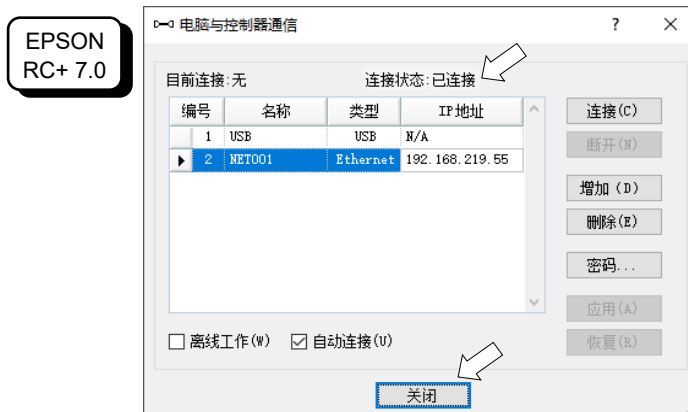 EPSON
RC+ 7.0
电脑与控制器通信
?
目前连接:无
连接状态:已连接
编号 名称 类型 IP地址
1 USB USB N/A
2 NET001 Ethernet 192.168.219.55
连接(C)
断开(N)
增加 (D)
删除(E)
密码...
应用(A)
恢复(R)
离线工作(W)
自动连接(U)
关闭